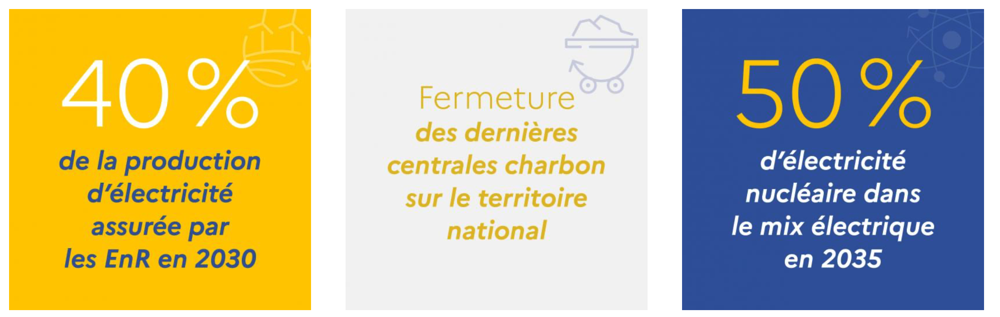 40 %
de la production
d’électricité
assurée par
les EnR en 2030
Fermeture
des dernières
centrales charbon
sur le territoire
national
50 %
d’électricité
nucléaire dans
le mix électrique
en 2035